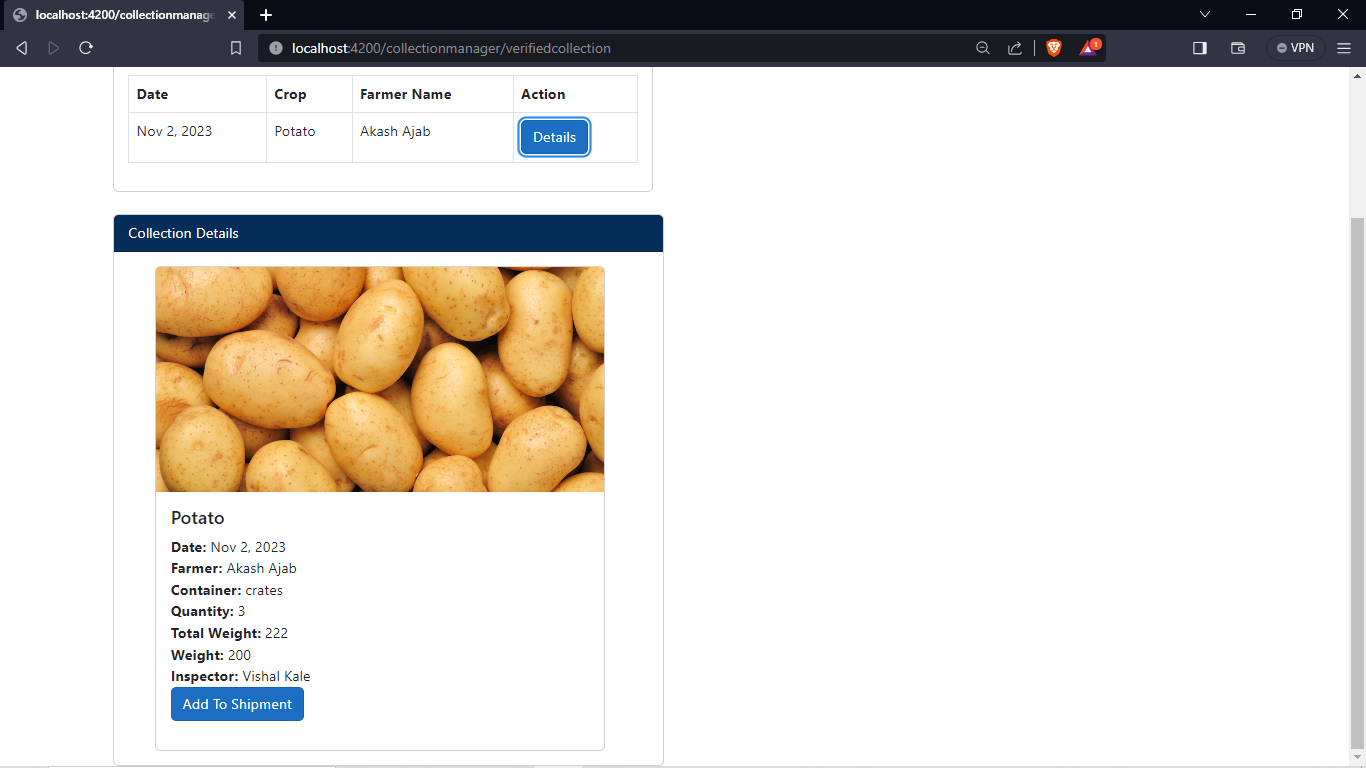 localhost:4200/collectionmanage
localhost:4200/collectionmanager/verifiedcollection
1
VPN
Date Crop Farmer Name Action
Nov 2, 2023 Potato Akash Ajab Details
Collection Details
Potato
Date: Nov 2, 2023
Farmer: Akash Ajab
Container: crates
Quantity: 3
Total Weight: 222
Weight: 200
Inspector: Vishal Kale
Add To Shipment